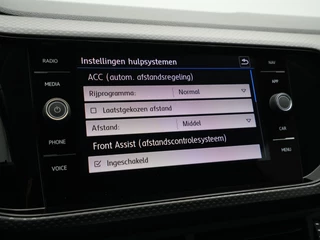 RADIO
MEDIA
PHONE
VOICE
Instellingen hulpsystemen
ACC (autom. afstandsregeling)
Rijprogramma: Normaal
Laatstgekozen afstand
Afstand: Middel
Front Assist (afstandscontrolesysteem)
Ingeschakeld
NAV
APP
CAR
MENU